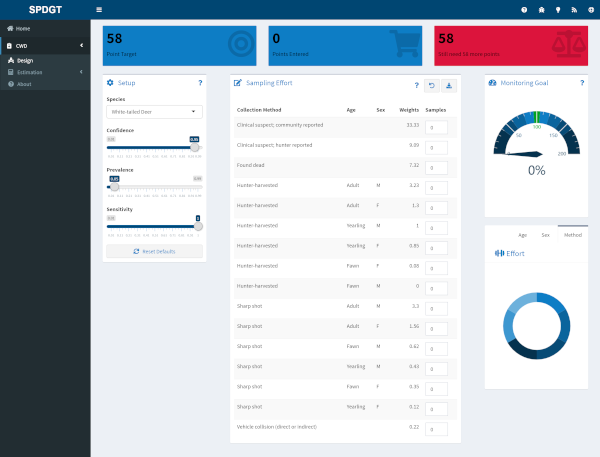 SPDGT
Home
CWD
Design
Estimation
About
58
Point Target
0
Points Entered
58
Still need 58 more points
Setup ?
Species
White-tailed Deer
Confidence
0.95
Prevalence
0.05
Sensitivity
1
Reset Defaults
Sampling Effort ?
Collection Method Age Sex Weights Samples
Clinical suspect; community reported 33.33 0
Clinical suspect; hunter reported 9.09 0
Found dead 7.32 0
Hunter-harvested Adult M 3.23 0
Hunter-harvested Adult F 1.3 0
Hunter-harvested Yearling M 1 0
Hunter-harvested Yearling F 0.85 0
Hunter-harvested Fawn F 0
Hunter-harvested Fawn M 0 0
Sharp shot Adult M 0
Sharp shot Adult F 1.56 0
Sharp shot Fawn M 0.62 0
Sharp shot Yearling M 0.43 0
Sharp shot Fawn F 0.35 0
Sharp shot Yearling F 0.12 0
Vehicle collision (direct or indirect) 0.22 0
Monitoring Goal ?
0 50 100 150 200
0%
Age Sex Method
Effort